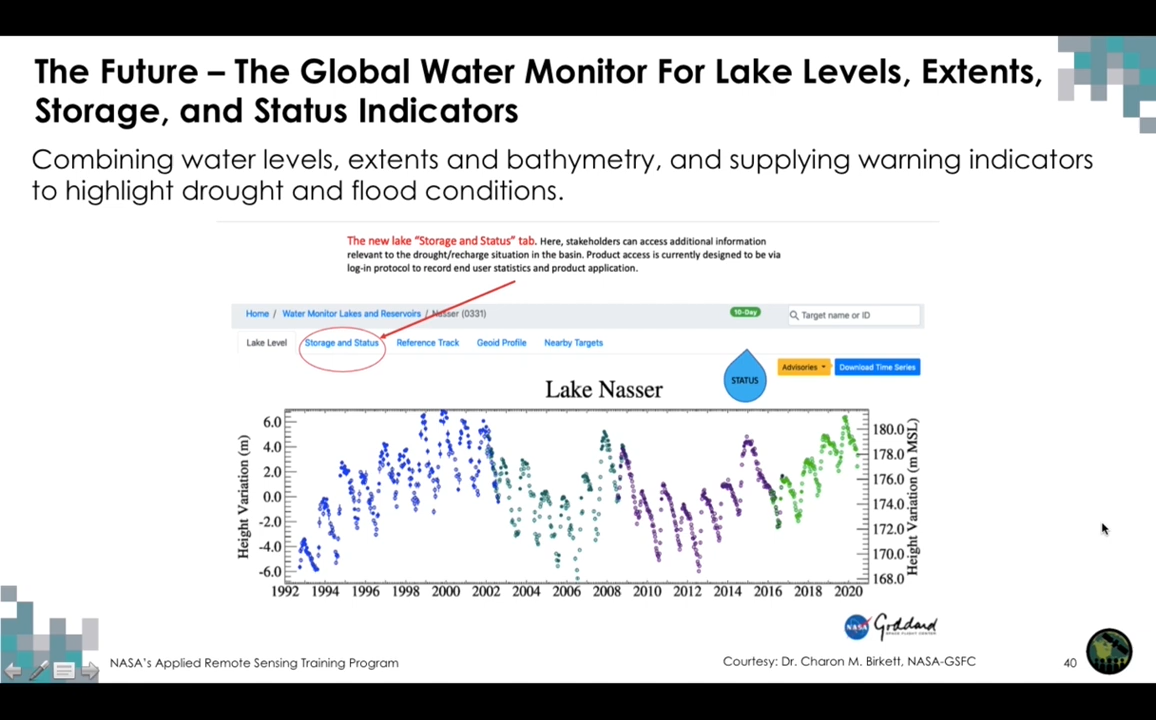 The Future – The Global Water Monitor For Lake Levels, Extents,
Storage, and Status Indicators
Combining water levels, extents and bathymetry, and supplying warning indicators
to highlight drought and flood conditions.
The new lake “Storage and Status” tab. Here, stakeholders can access additional information
relevant to the drought/recharge situation in the basin. Product access is currently designed to be via
log-in protocol to record end user statistics and product application.
Home / Water Monitor Lakes and Reservoirs / Nasser (0331)
10-Day
Target name or ID
Lake Level Storage and Status Reference Track Geoid Profile Nearby Targets
STATUS
Advisories
Download Time Series
Lake Nasser
Height Variation (m)
6.0
4.0
2.0
0.0
-2.0
-4.0
-6.0
180.0
178.0
176.0
174.0
172.0
170.0
168.0
Height Variation (m MSL)
1992 1994 1996 1998 2000 2002 2004 2006 2008 2010 2012 2014 2016 2018 2020
NASA Goddard
SPACE FLIGHT CENTER
NASA's Applied Remote Sensing Training Program
Courtesy: Dr. Charon M. Birkett, NASA-GSFC
40